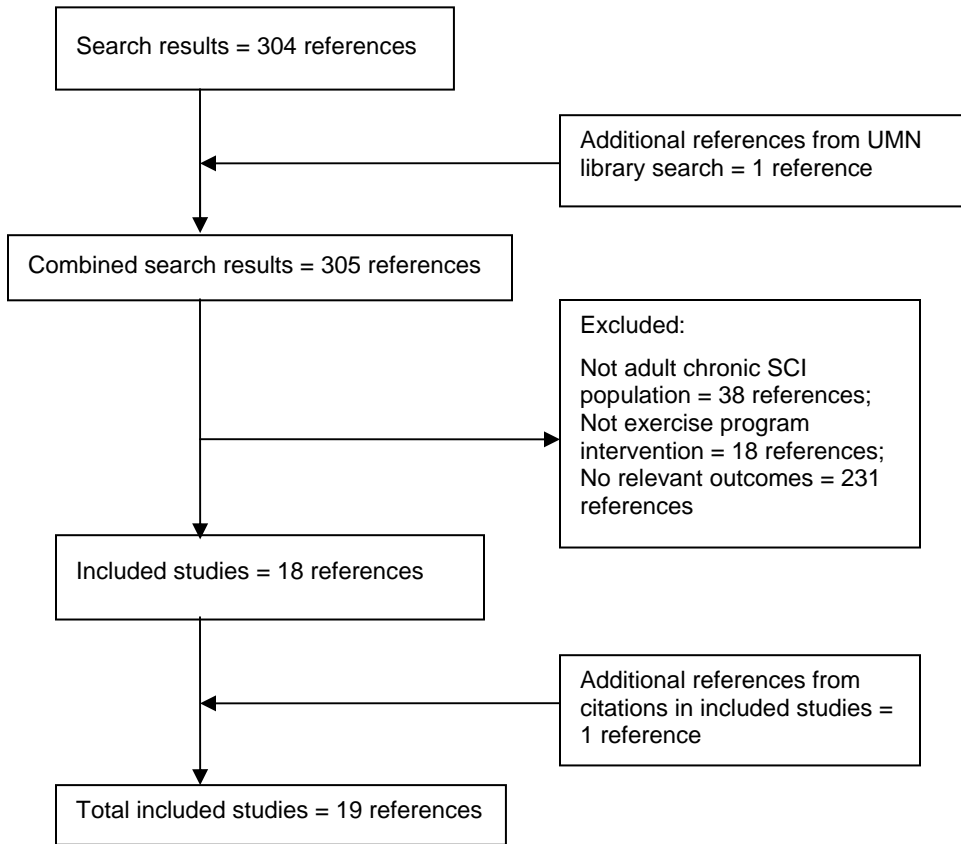 Search results = 304 references
Additional references from UMN
library search = 1 reference
Combined search results = 305 references
Excluded:
Not adult chronic SCI
population = 38 references;
Not exercise program
intervention = 18 references;
No relevant outcomes = 231
references
Included studies = 18 references
Additional references from
citations in included studies =
1 reference
Total included studies = 19 references